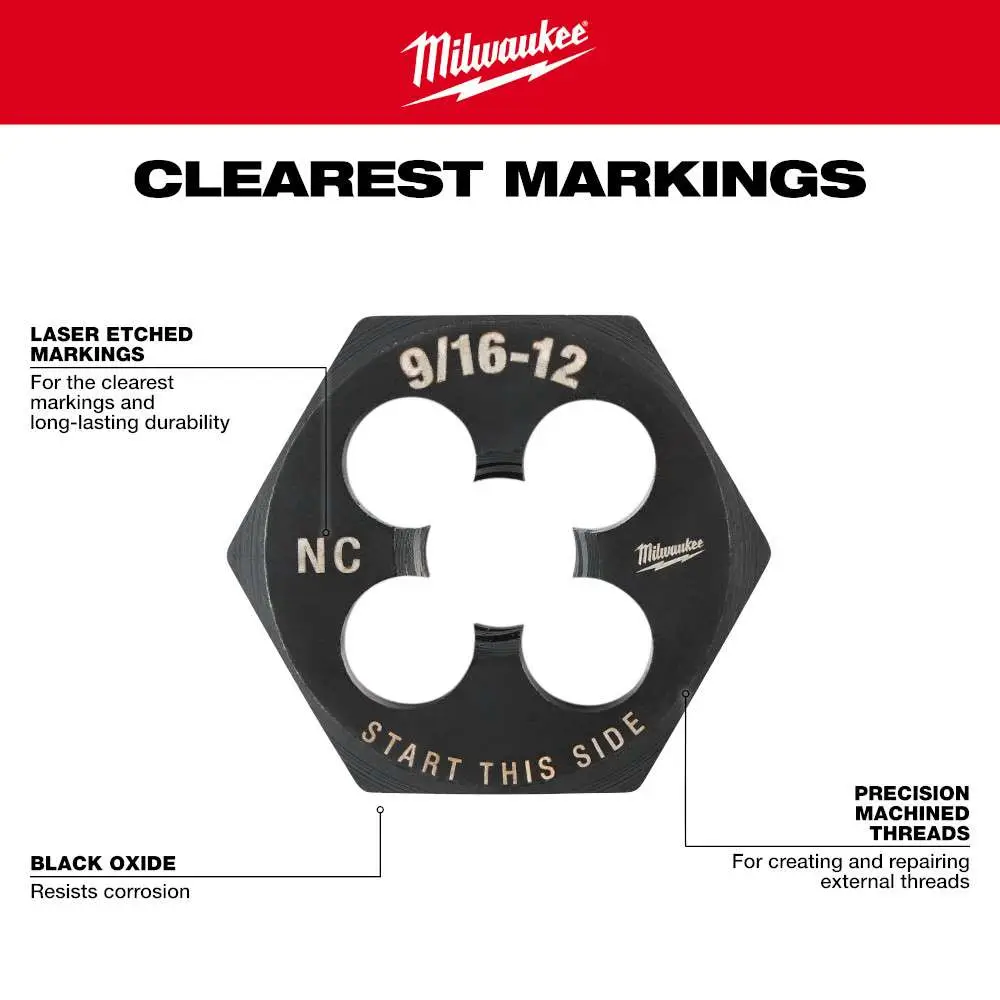 Milwaukee
CLEAREST MARKINGS
LASER ETCHED
MARKINGS
For the clearest
markings and
long-lasting durability
9/16-12
NC
Milwaukee
START THIS SIDE
BLACK OXIDE
Resists corrosion
PRECISION
MACHINED
THREADS
For creating and repairing
external threads